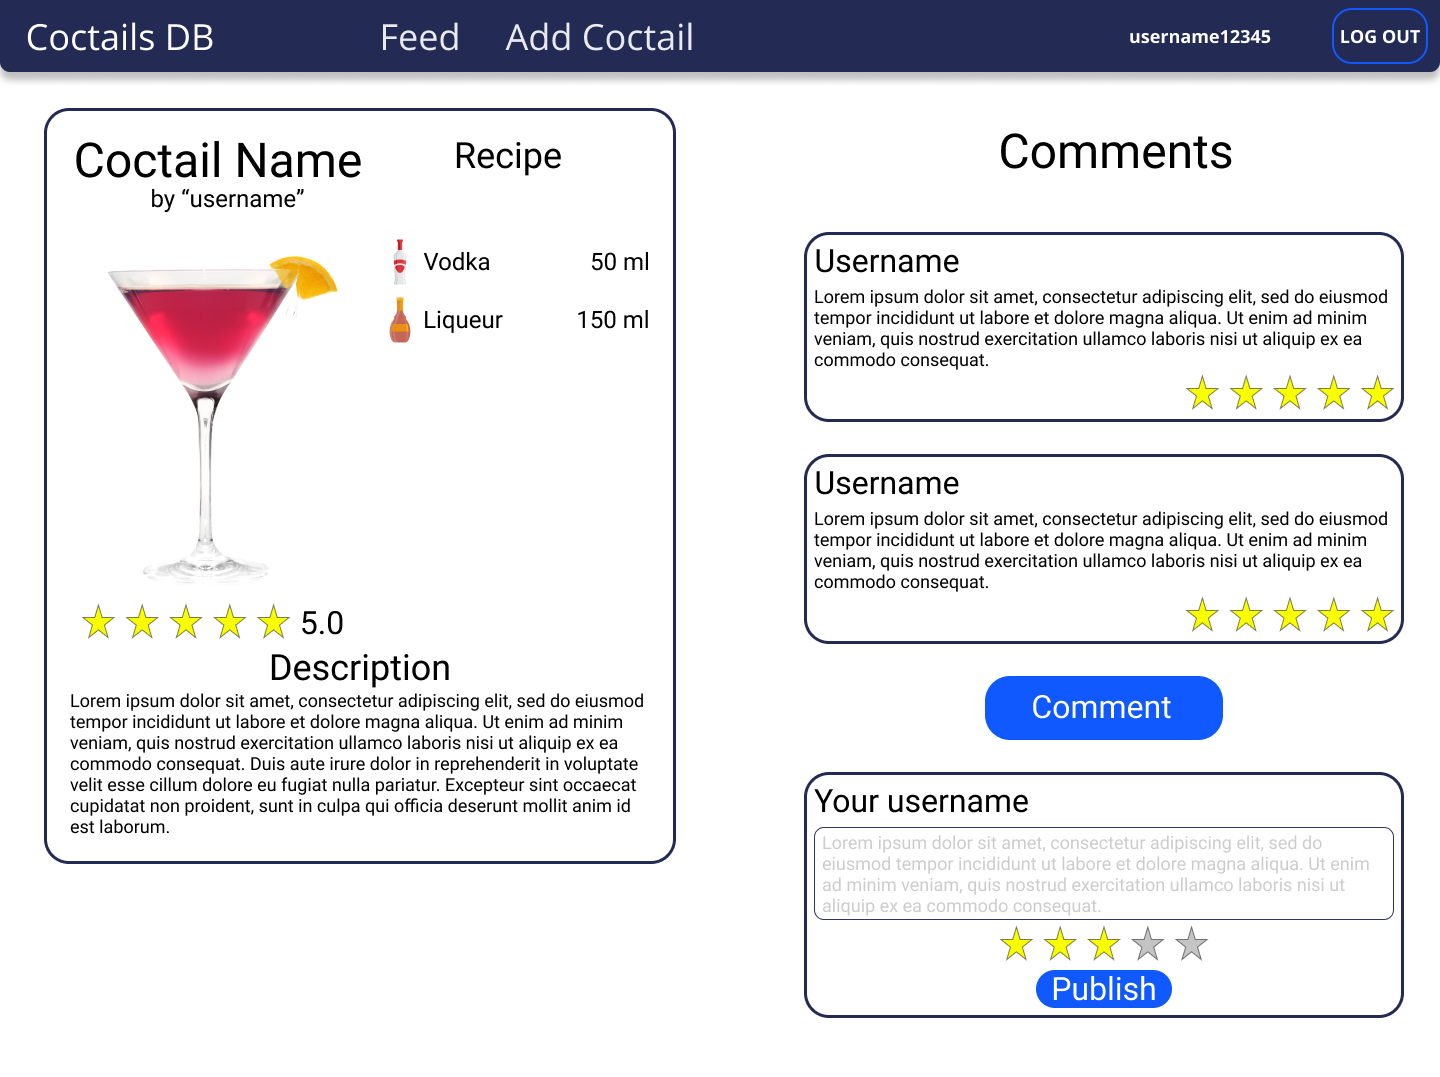 Coctails DB Feed Add Coctail username12345 LOG OUT
Coctail Name
by “username”
Recipe
Vodka 50 ml
Liqueur 150 ml
5.0
Description
Lorem ipsum dolor sit amet, consectetur adipiscing elit, sed do eiusmod
tempor incididunt ut labore et dolore magna aliqua. Ut enim ad minim
veniam, quis nostrud exercitation ullamco laboris nisi ut aliquip ex ea
commodo consequat. Duis aute irure dolor in reprehenderit in voluptate
velit esse cillum dolore eu fugiat nulla pariatur. Excepteur sint occaecat
cupidatat non proident, sunt in culpa qui officia deserunt mollit anim id
est laborum.
Comments
Username
Lorem ipsum dolor sit amet, consectetur adipiscing elit, sed do eiusmod
tempor incididunt ut labore et dolore magna aliqua. Ut enim ad minim
veniam, quis nostrud exercitation ullamco laboris nisi ut aliquip ex ea
commodo consequat.
Username
Lorem ipsum dolor sit amet, consectetur adipiscing elit, sed do eiusmod
tempor incididunt ut labore et dolore magna aliqua. Ut enim ad minim
veniam, quis nostrud exercitation ullamco laboris nisi ut aliquip ex ea
commodo consequat.
Comment
Your username
Lorem ipsum dolor sit amet, consectetur adipiscing elit, sed do
eiusmod tempor incididunt ut labore et dolore magna aliqua. Ut enim
ad minim veniam, quis nostrud exercitation ullamco laboris nisi ut
aliquip ex ea commodo consequat.
Publish